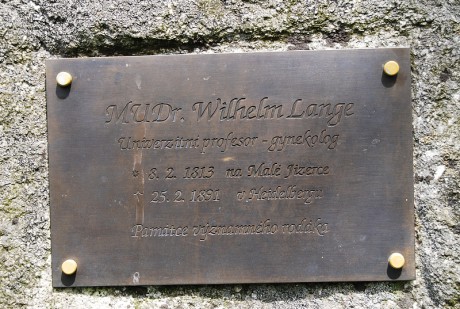 MUDr. Wilhelm Lange
Univerzitní profesor - gynekolog
* 8. 2. 1813 na Malé Jizerce
† 25. 2. 1891 v Heidelbergu
Památce významného rodáka